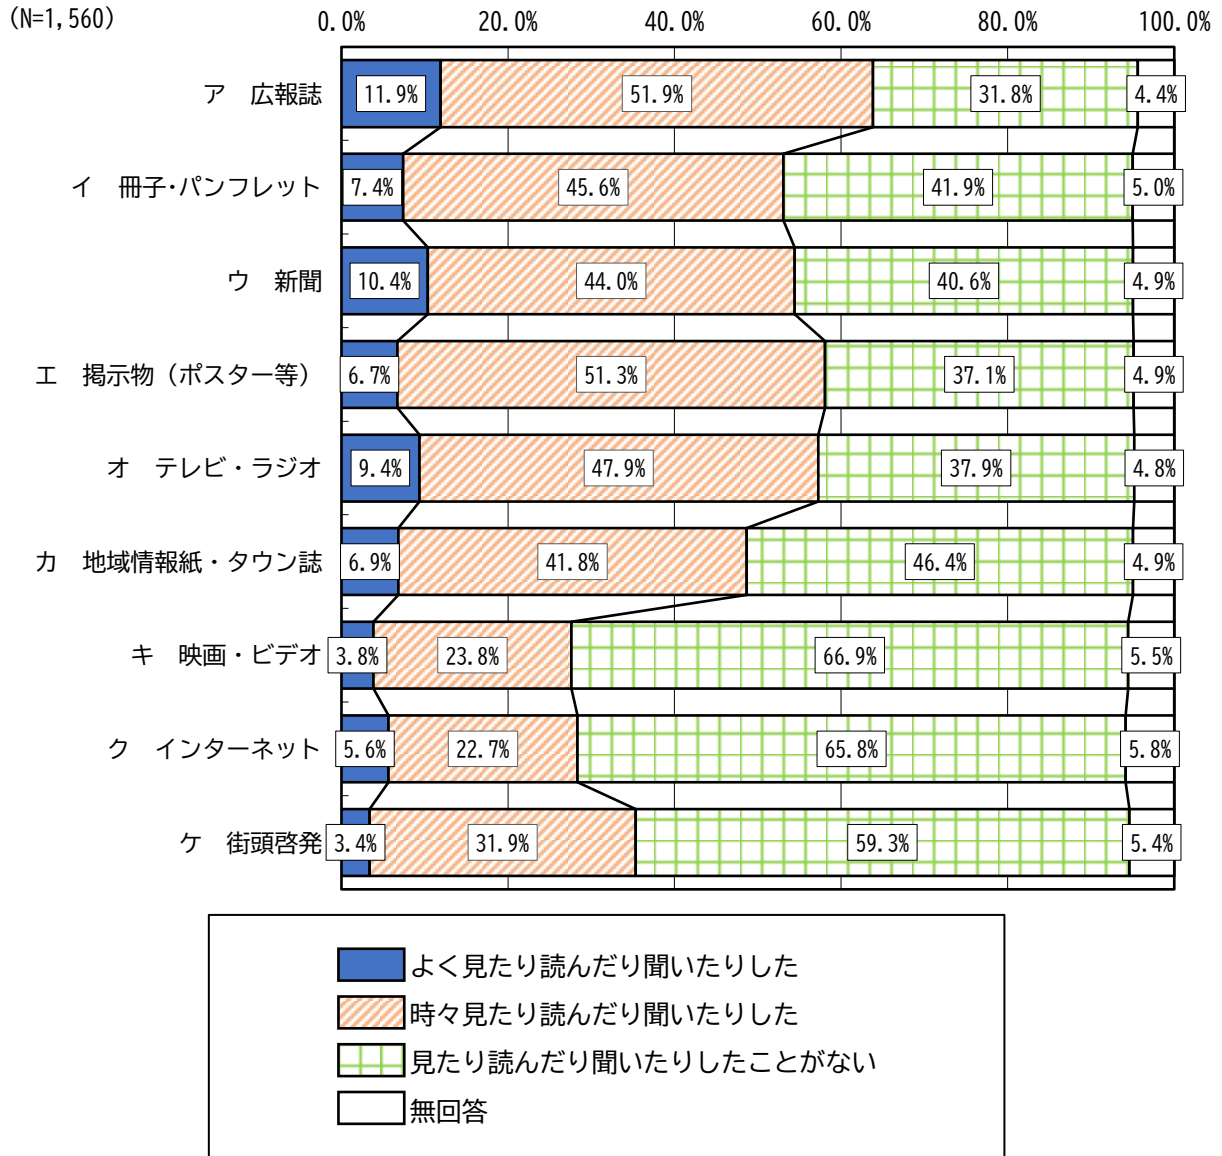 (N=1,560)
0.0% 20.0% 40.0% 60.0% 80.0% 100.0%
ア　広報誌 11.9% 51.9% 31.8% 4.4%
イ　冊子･パンフレット 7.4% 45.6% 41.9% 5.0%
ウ　新聞 10.4% 44.0% 40.6% 4.9%
エ　掲示物（ポスター等） 6.7% 51.3% 37.1% 4.9%
オ　テレビ・ラジオ 9.4% 47.9% 37.9% 4.8%
カ　地域情報紙・タウン誌 6.9% 41.8% 46.4% 4.9%
キ　映画・ビデオ 3.8% 23.8% 66.9% 5.5%
ク　インターネット 5.6% 22.7% 65.8% 5.8%
ケ　街頭啓発 3.4% 31.9% 59.3% 5.4%
よく見たり読んだり聞いたりした
時々見たり読んだり聞いたりした
見たり読んだり聞いたりしたことがない
無回答